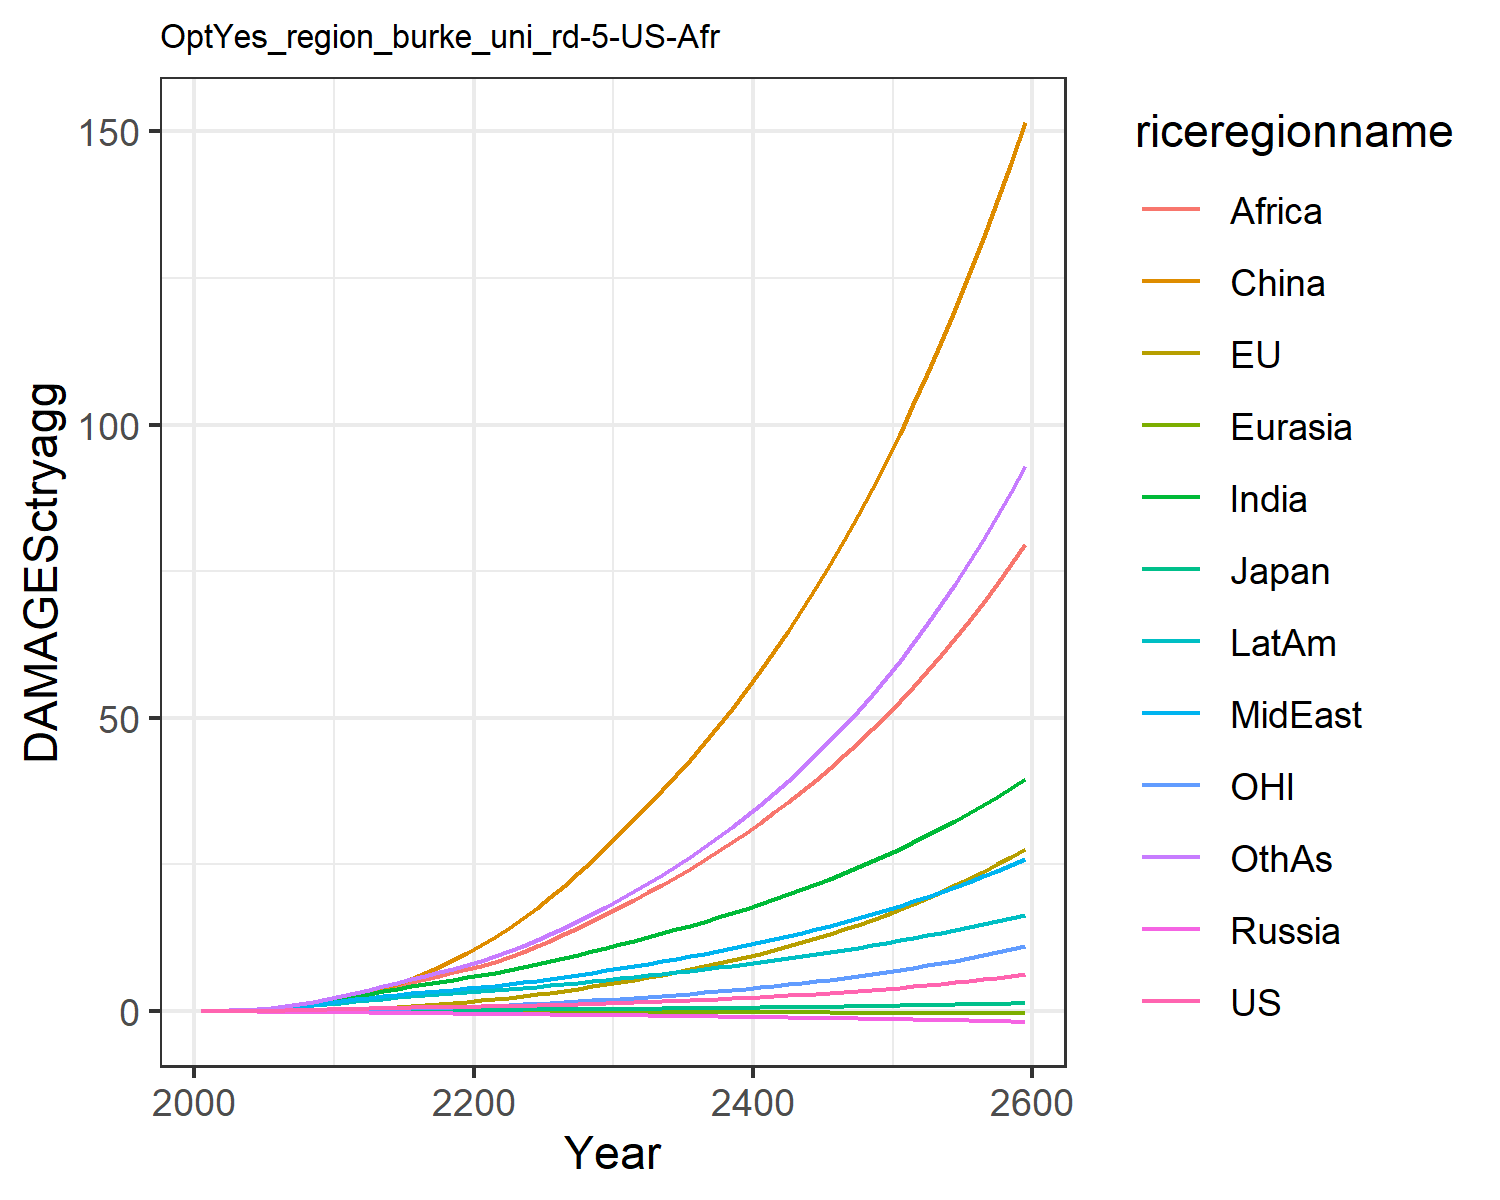 OptYes_region_burke_uni_rd-5-US-Afr
150
100
50
0
DAMAGESctryagg
2000 2200 2400 2600
Year
riceregionname
Africa
China
EU
Eurasia
India
Japan
LatAm
MidEast
OHI
OthAs
Russia
US